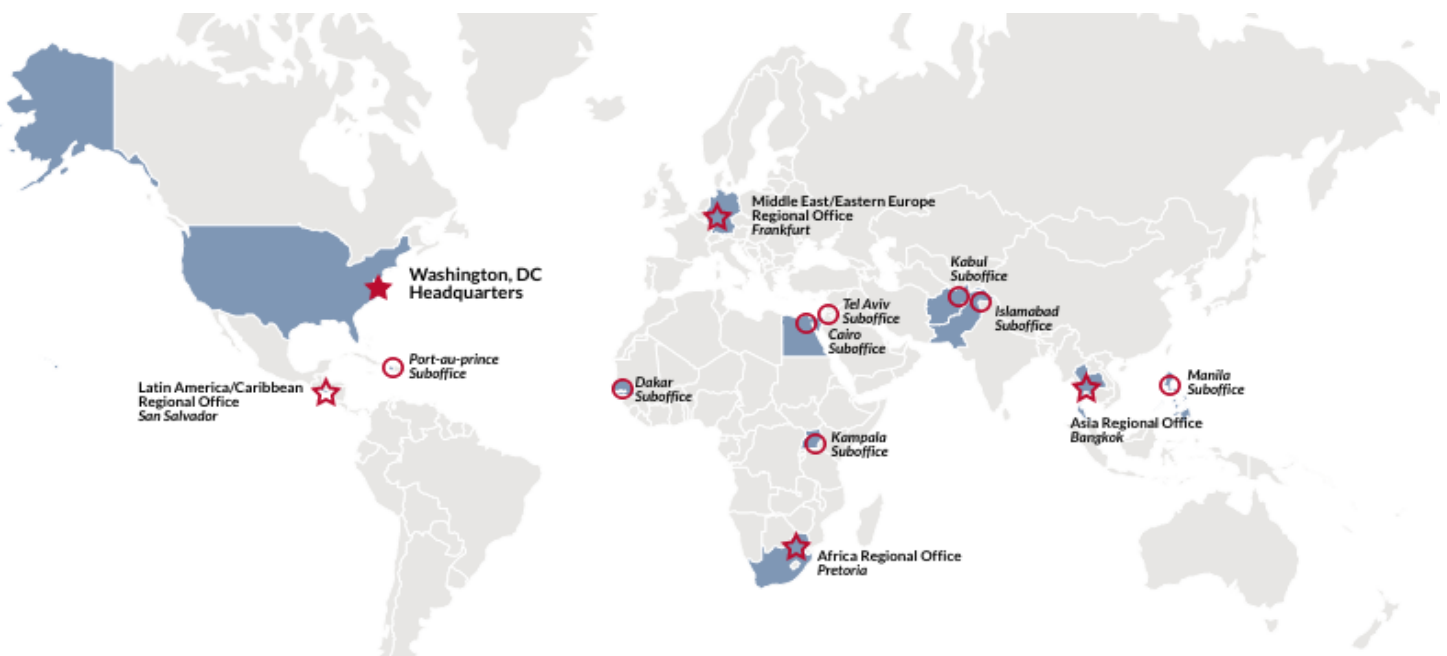 Middle East/Eastern Europe
Regional Office
Frankfurt
Kabul
Suboffice
Washington, DC
Headquarters
Tel Aviv
Suboffice
Islamabad
Suboffice
Cairo
Suboffice
Port-au-prince
Suboffice
Latin America/Caribbean
Regional Office
San Salvador
Dakar
Suboffice
Manila
Suboffice
Asia Regional Office
Bangkok
Kampala
Suboffice
Africa Regional Office
Pretoria